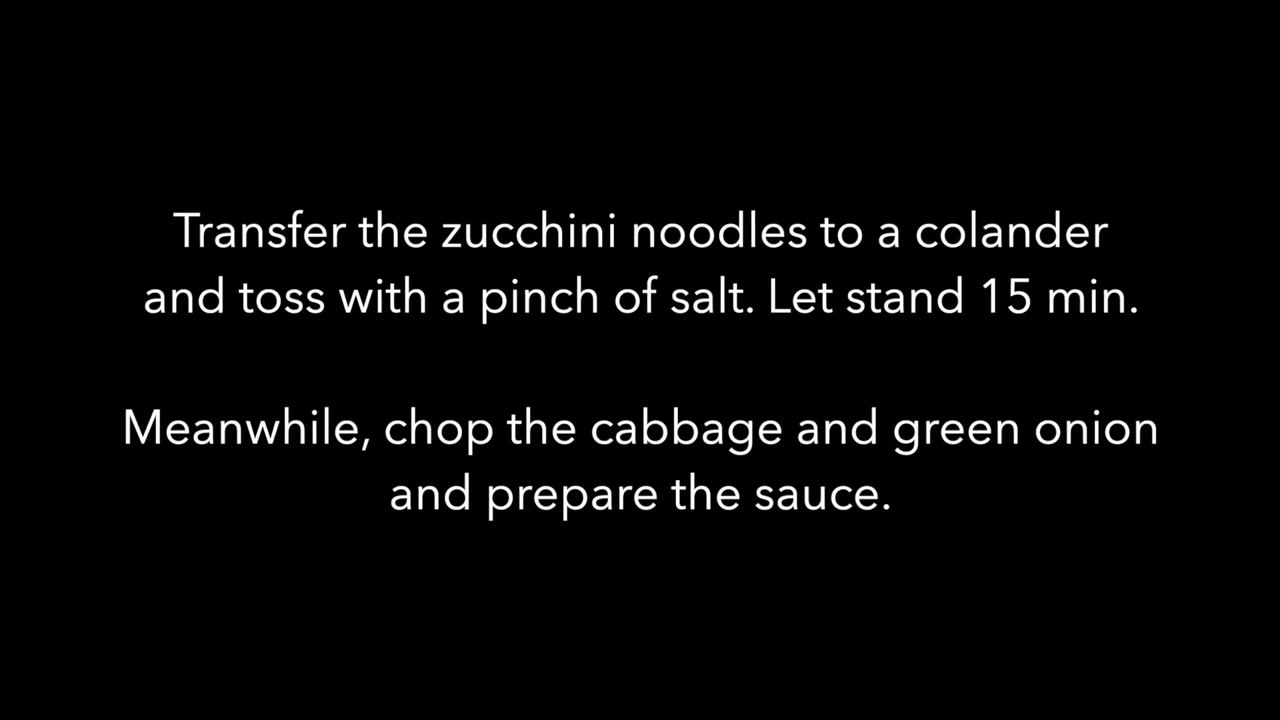 Transfer the zucchini noodles to a colander
and toss with a pinch of salt. Let stand 15 min.
Meanwhile, chop the cabbage and green onion
and prepare the sauce.